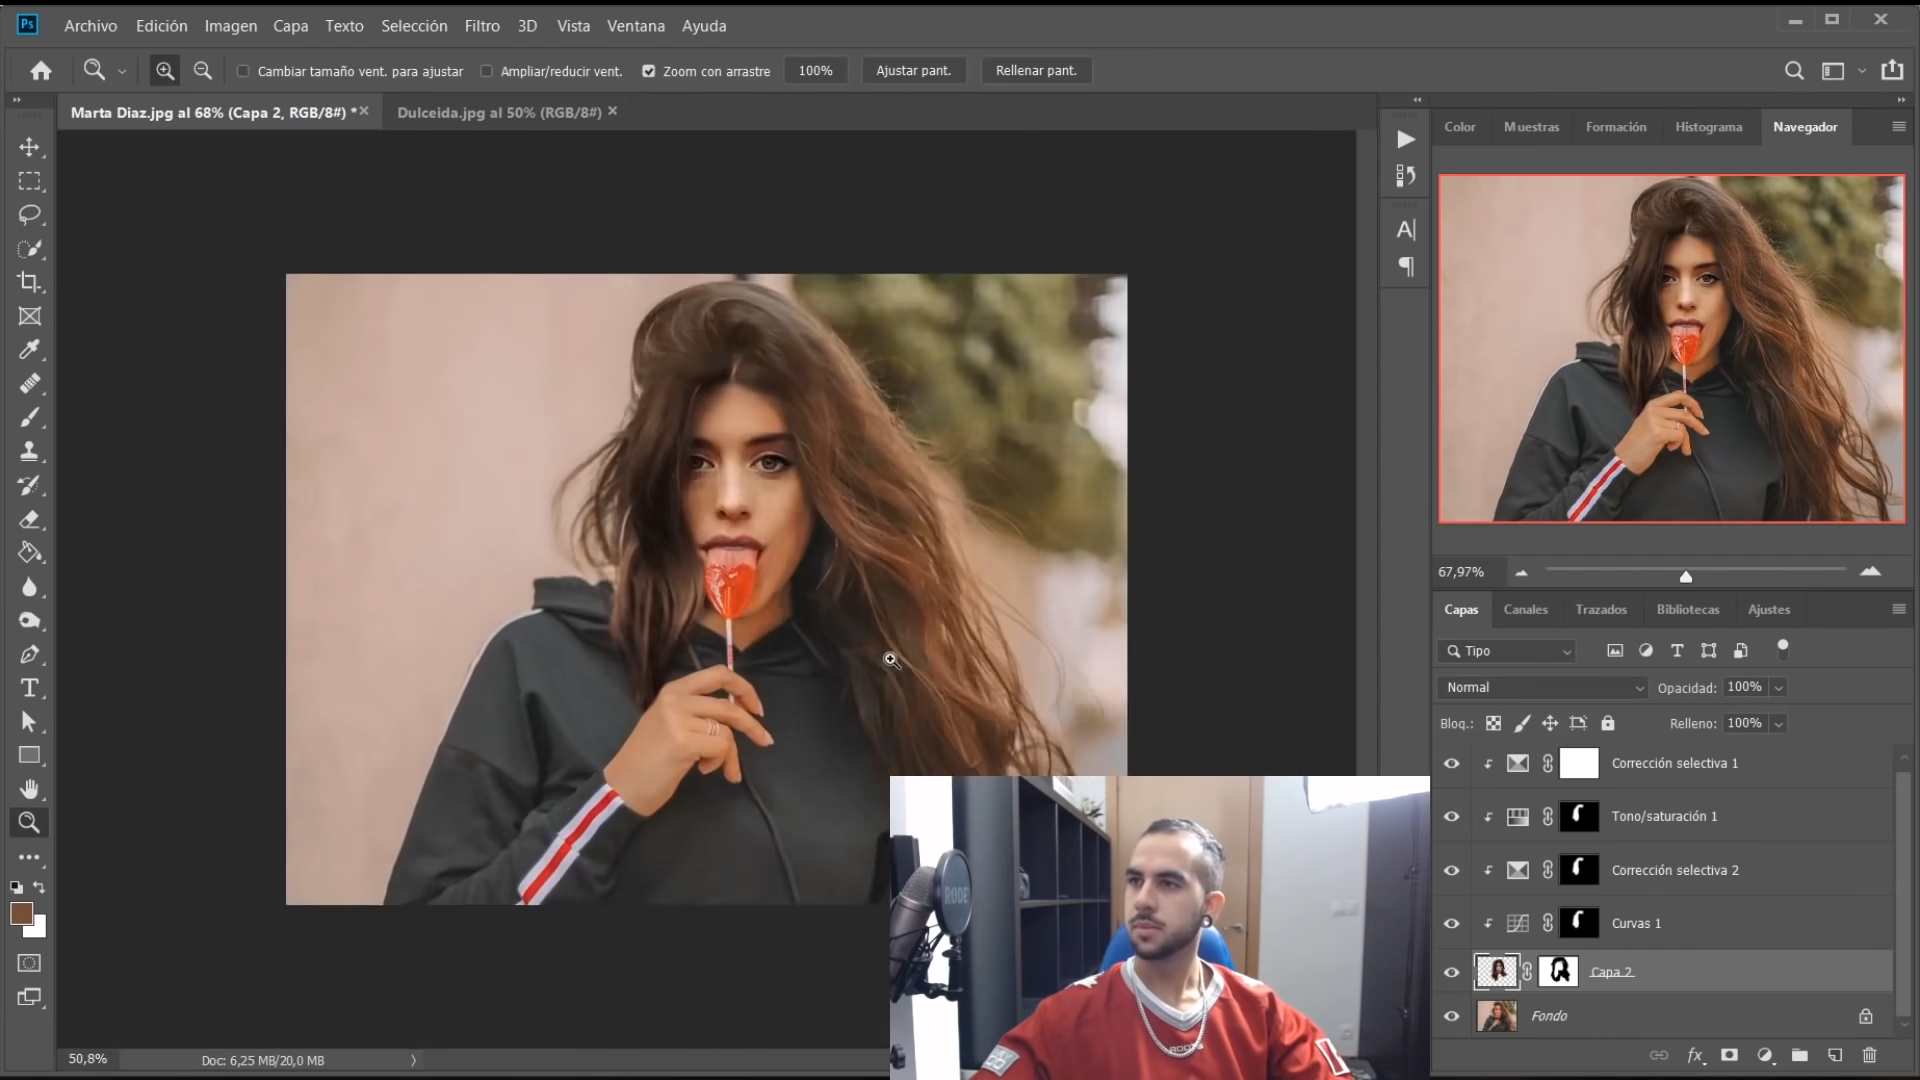 Ps Archivo Edición Imagen Capa Texto Selección Filtro 3D Vista Ventana Ayuda
Cambiar tamaño vent. para ajustar Ampliar/reducir vent. Zoom con arrastre 100% Ajustar pant. Rellenar pant.
Marta Diaz.jpg al 68% (Capa 2, RGB/8#) * Dulceida.jpg al 50% (RGB/8#)
Color Muestras Formación Histograma Navegador
67,97%
Capas Canales Trazados Bibliotecas Ajustes
Tipo
Normal Opacidad: 100%
Bloq.: Relleno: 100%
Corrección selectiva 1
Tono/saturación 1
Corrección selectiva 2
Curvas 1
Capa 2
Fondo
fx
RODE
50,8% Doc: 6,25 MB/20,0 MB